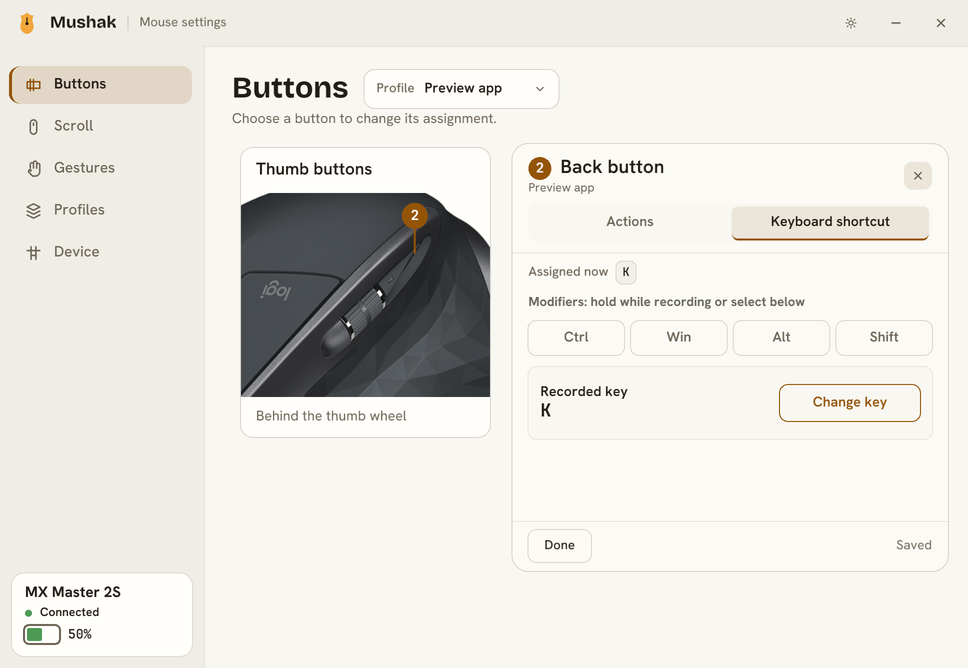 Mushak
Mouse settings
Buttons
Scroll
Gestures
Profiles
Device
MX Master 2S
Connected
50%
Buttons
Profile Preview app
Choose a button to change its assignment.
Thumb buttons
2
logi
Behind the thumb wheel
2 Back button
Preview app
Actions
Keyboard shortcut
Assigned now K
Modifiers: hold while recording or select below
Ctrl
Win
Alt
Shift
Recorded key
K
Change key
Done
Saved